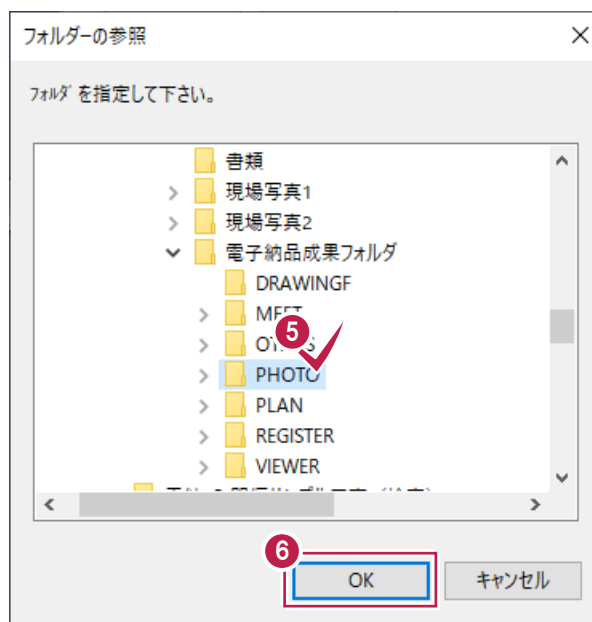 フォルダーの参照
フォルダを指定して下さい。
書類
現場写真1
現場写真2
電子納品成果フォルダ
DRAWINGF
5
PHOTO
PLAN
REGISTER
VIEWER
6
OK
キャンセル